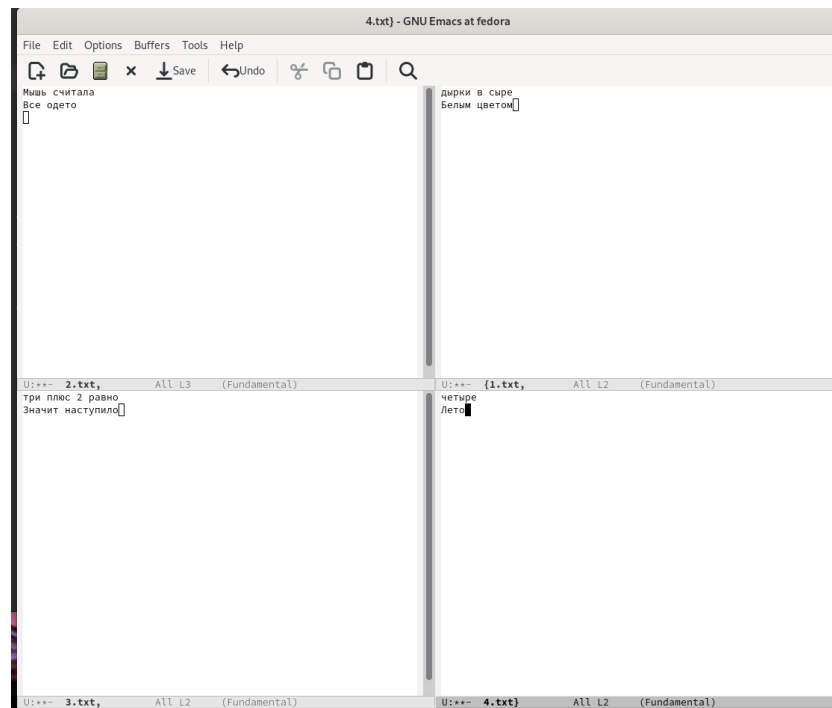 4.txt} - GNU Emacs at fedora
File Edit Options Buffers Tools Help
Save Undo
Мышь считала
Все одето
дырки в сыре
Белым цветом
U:**- 2.txt, All L3 (Fundamental)
U:**- {1.txt, All L2 (Fundamental)
три плюс 2 равно
Значит наступило
четыре
Лето
U:**- 3.txt, All L2 (Fundamental)
U:**- 4.txt} All L2 (Fundamental)